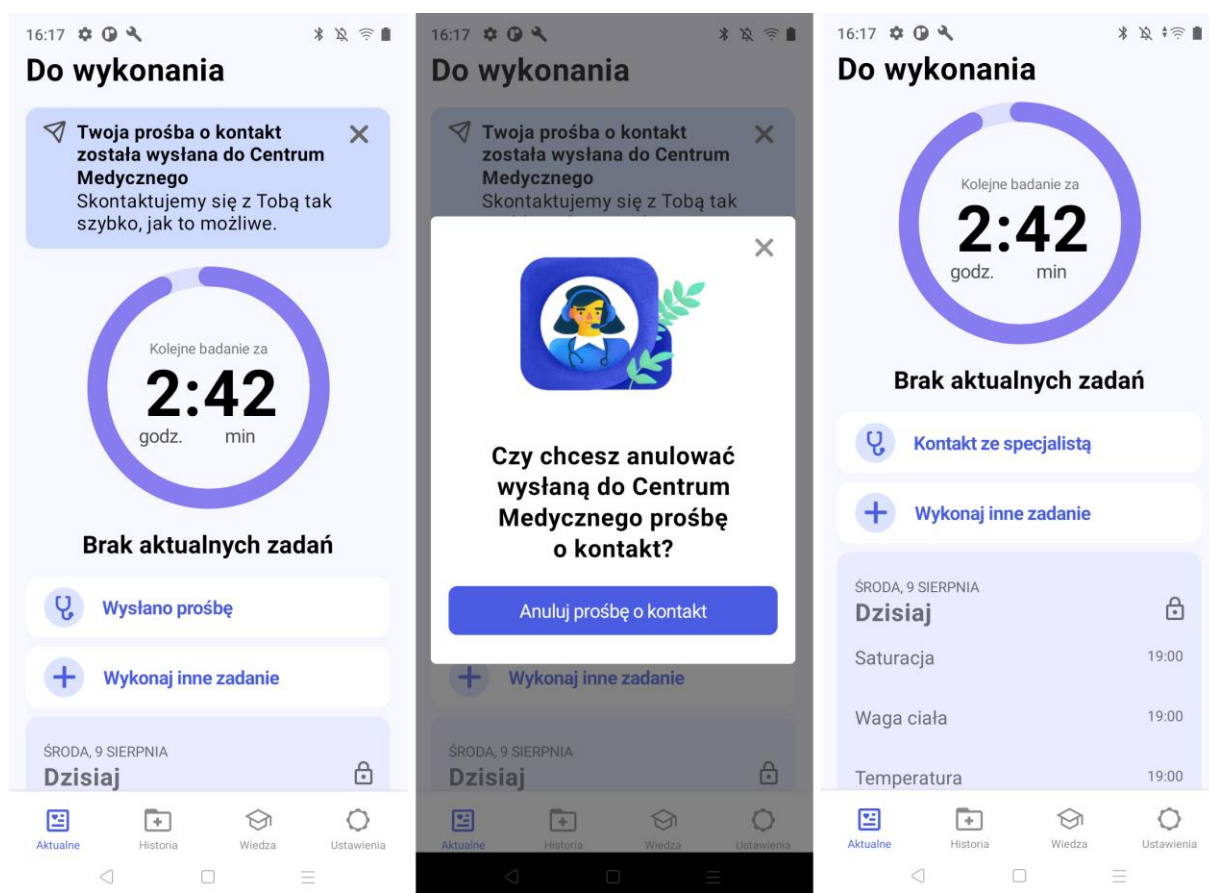 16:17
Do wykonania
Twoja prośba o kontakt
została wysłana do Centrum
Medycznego
Skontaktujemy się z Tobą tak
szybko, jak to możliwe.
Kolejne badanie za
2:42
godz. min
Brak aktualnych zadań
Wysłano prośbę
Wykonaj inne zadanie
ŚRODA, 9 SIERPNIA
Dzisiaj
Aktualne Historia Wiedza Ustawienia
16:17
Do wykonania
Twoja prośba o kontakt
została wysłana do Centrum
Medycznego
Skontaktujemy się z Tobą tak
Czy chcesz anulować
wysłaną do Centrum
Medycznego prośbę
o kontakt?
Anuluj prośbę o kontakt
Wykonaj inne zadanie
ŚRODA, 9 SIERPNIA
Dzisiaj
Aktualne Historia Wiedza Ustawienia
16:17
Do wykonania
Kolejne badanie za
2:42
godz. min
Brak aktualnych zadań
Kontakt ze specjalistą
Wykonaj inne zadanie
ŚRODA, 9 SIERPNIA
Dzisiaj
Saturacja 19:00
Waga ciała 19:00
Temperatura 19:00
Aktualne Historia Wiedza Ustawienia